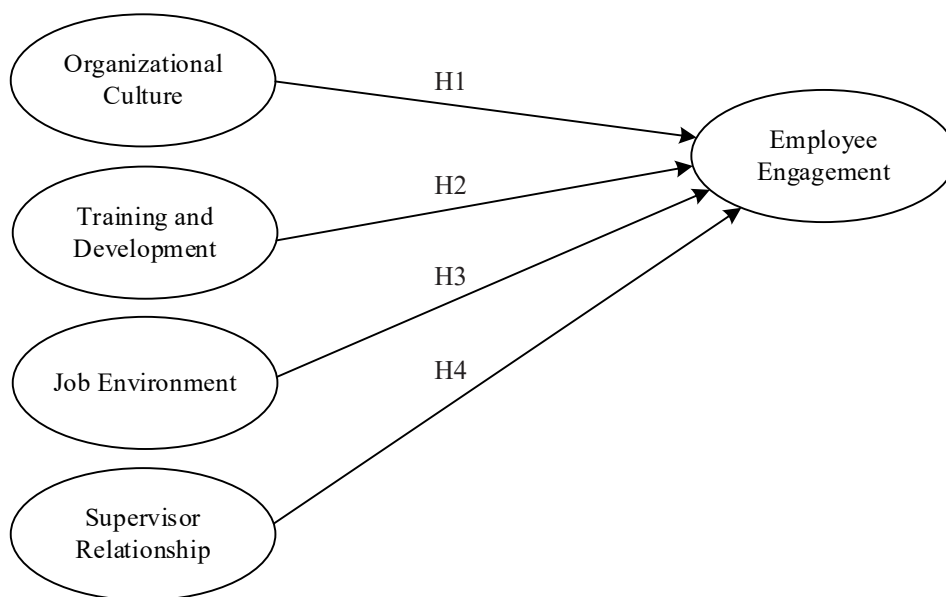 Organizational
Culture
H1
Employee
Engagement
Training and
Development
H2
Job Environment
H3
Supervisor
Relationship
H4